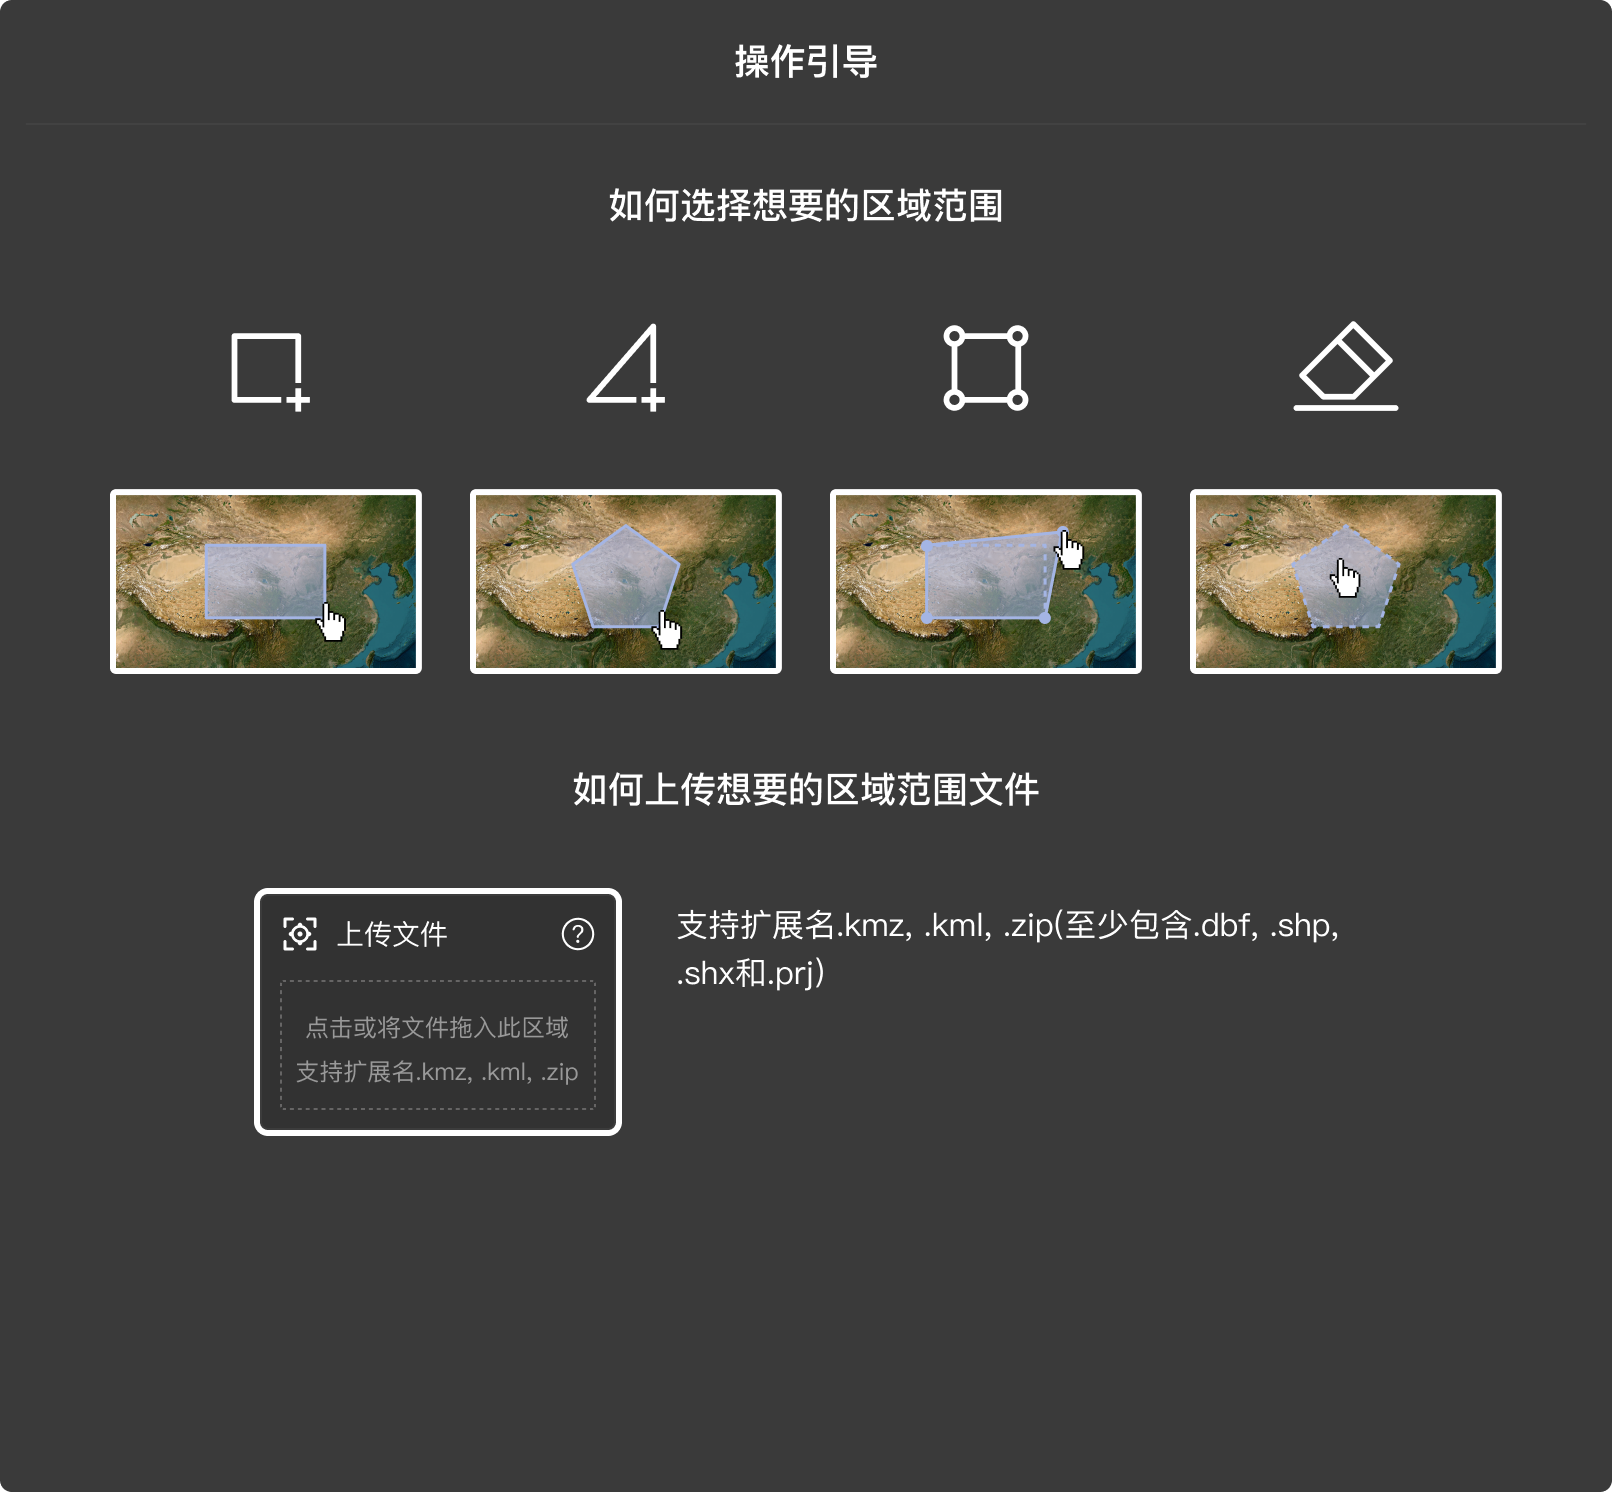 操作引导
如何选择想要的区域范围
如何上传想要的区域范围文件
上传文件
?
点击或将文件拖入此区域
支持扩展名.kmz, .kml, .zip
支持扩展名.kmz, .kml, .zip(至少包含.dbf, .shp,
.shx和.prj)